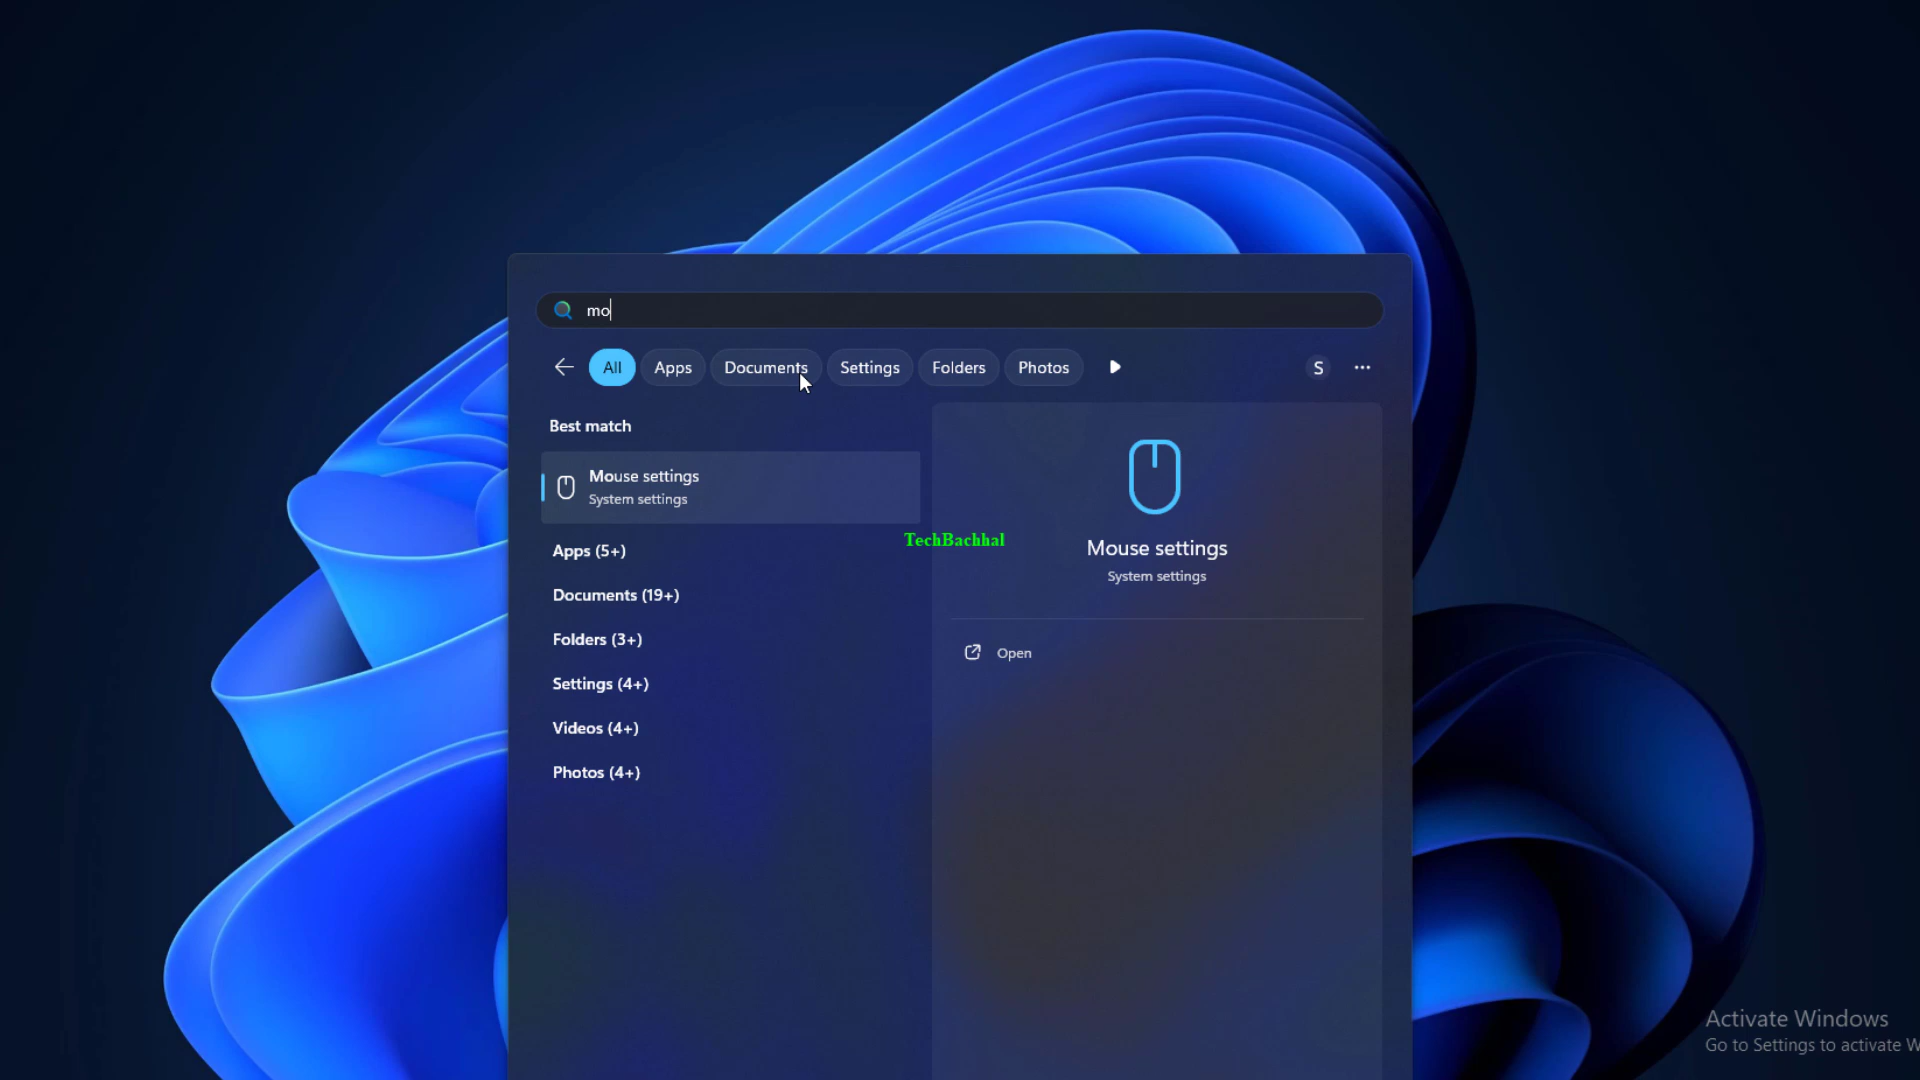 mo
All Apps Documents Settings Folders Photos S
Best match
Mouse settings
System settings
Apps (5+)
Documents (19+)
Folders (3+)
Settings (4+)
Videos (4+)
Photos (4+)
TechBachhal
Mouse settings
System settings
Open
Activate Windows
Go to Settings to activate W